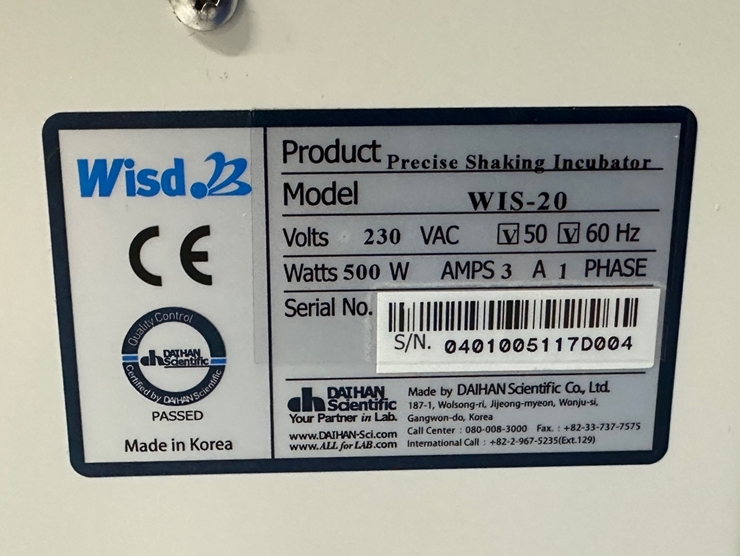 Wisd.
CE
Quality Control
dh DAIHAN Scientific
Certified by DAIHAN Scientific
PASSED
Made in Korea
Product Precise Shaking Incubator
Model WIS-20
Volts 230 VAC V 50 V 60 Hz
Watts 500 W AMPS 3 A 1 PHASE
Serial No.
S/N. 0401005117D004
dh DAIHAN Scientific
Your Partner in Lab.
www.DAIHAN-Sci.com
www.ALL for LAB.com
Made by DAIHAN Scientific Co., Ltd.
187-1, Wolsong-ri, Jijeong-myeon, Wonju-si,
Gangwon-do, Korea
Call Center : 080-008-3000 Fax. : +82-33-737-7575
International Call : +82-2-967-5235(Ext.129)